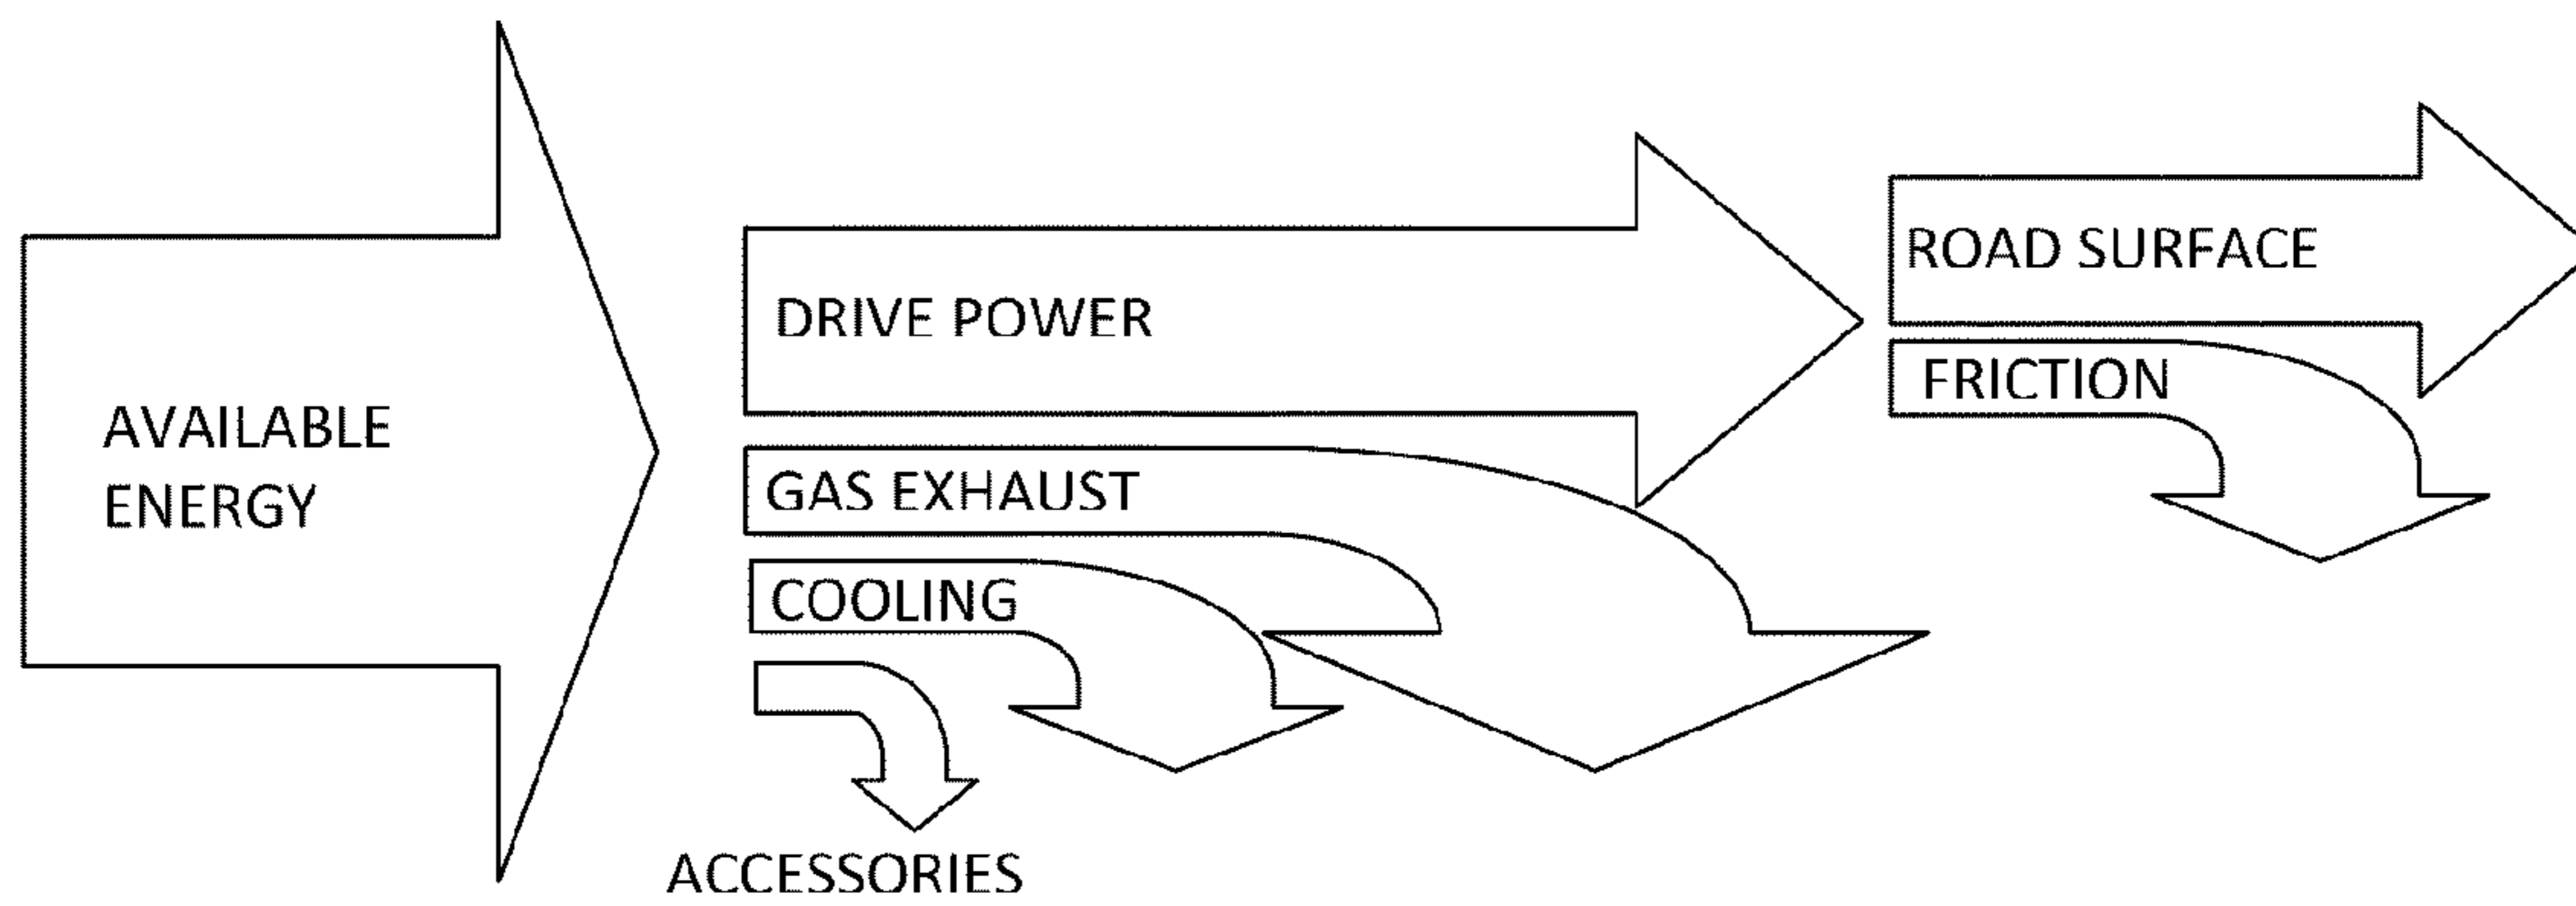 AVAILABLE
ENERGY
DRIVE POWER
GAS EXHAUST
COOLING
ACCESSORIES
ROAD SURFACE
FRICTION